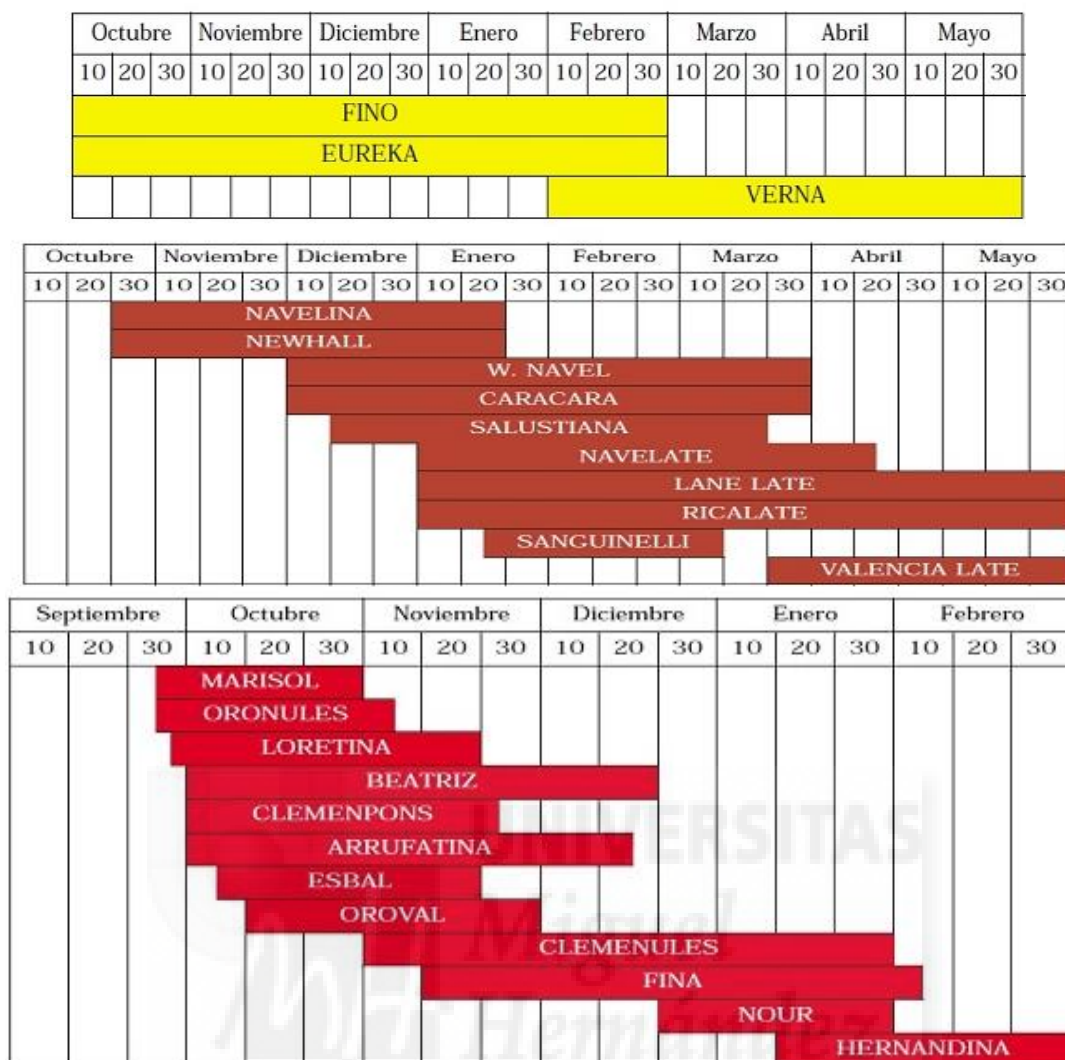 Octubre Noviembre Diciembre Enero Febrero Marzo Abril Mayo
10 20 30 10 20 30 10 20 30 10 20 30 10 20 30 10 20 30 10 20 30 10 20 30
FINO
EUREKA
VERNA
Octubre Noviembre Diciembre Enero Febrero Marzo Abril Mayo
10 20 30 10 20 30 10 20 30 10 20 30 10 20 30 10 20 30 10 20 30 10 20 30
NAVELINA
NEWHALL
W. NAVEL
CARACARA
SALUSTIANA
NAVELATE
LANE LATE
RICALATE
SANGUINELLI
VALENCIA LATE
Septiembre Octubre Noviembre Diciembre Enero Febrero
10 20 30 10 20 30 10 20 30 10 20 30 10 20 30 10 20 30
MARISOL
ORONULES
LORETINA
BEATRIZ
CLEMENPONS
ARRUFATINA
ESBAL
OROVAL
CLEMENULES
FINA
NOUR
HERNANDINA
UNIVERSITAS
Miguel
Hernández